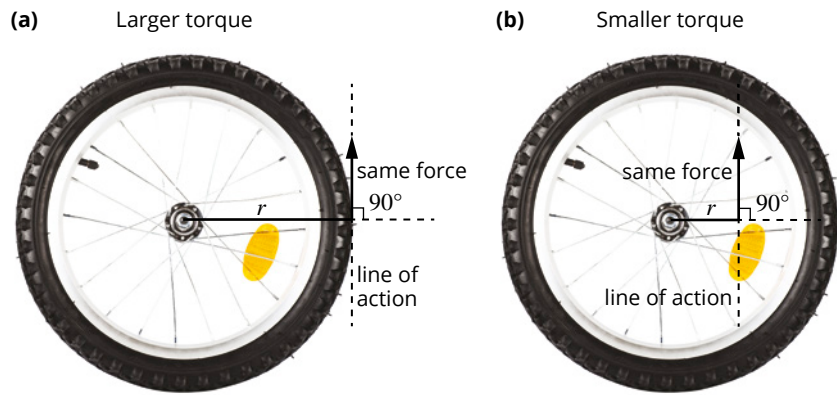 (a) Larger torque
same force
90°
r
line of
action
(b) Smaller torque
same force
90°
r
line of action